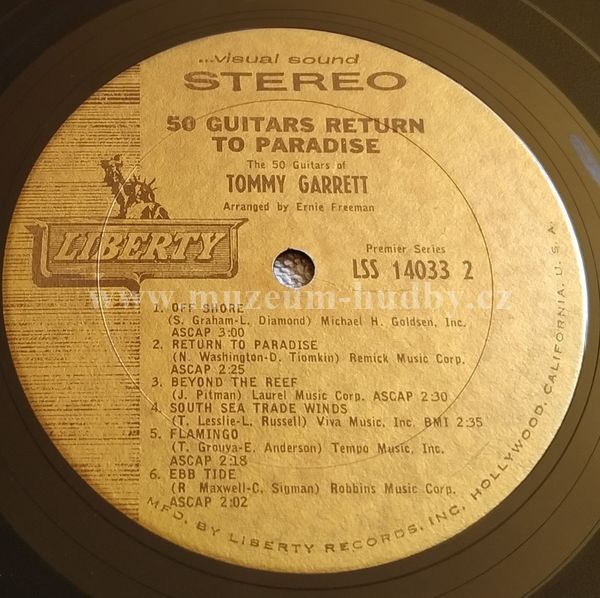 ...visual sound
STEREO
50 GUITARS RETURN
TO PARADISE
The 50 Guitars of
TOMMY GARRETT
Arranged by Ernie Freeman
LIBERTY
Premier Series
LSS 14033 2
www.muzeum-hudby.cz
1. OFF SHORE
(S. Graham-L. Diamond) Michael H. Goldsen, Inc.
ASCAP 3:00
2. RETURN TO PARADISE
(N. Washington-D. Tiomkin) Remick Music Corp.
ASCAP 2:25
3. BEYOND THE REEF
(J. Pitman) Laurel Music Corp. ASCAP 2:30
4. SOUTH SEA TRADE WINDS
(T. Lesslie-L. Russell) Viva Music, Inc. BMI 2:35
5. FLAMINGO
(T. Grouya-E. Anderson) Tempo Music, Inc.
ASCAP 2:18
6. EBB TIDE
(R. Maxwell-C. Sigman) Robbins Music Corp.
ASCAP 2:02
MFD. BY LIBERTY RECORDS, INC. HOLLYWOOD, CALIFORNIA, U.S.A.